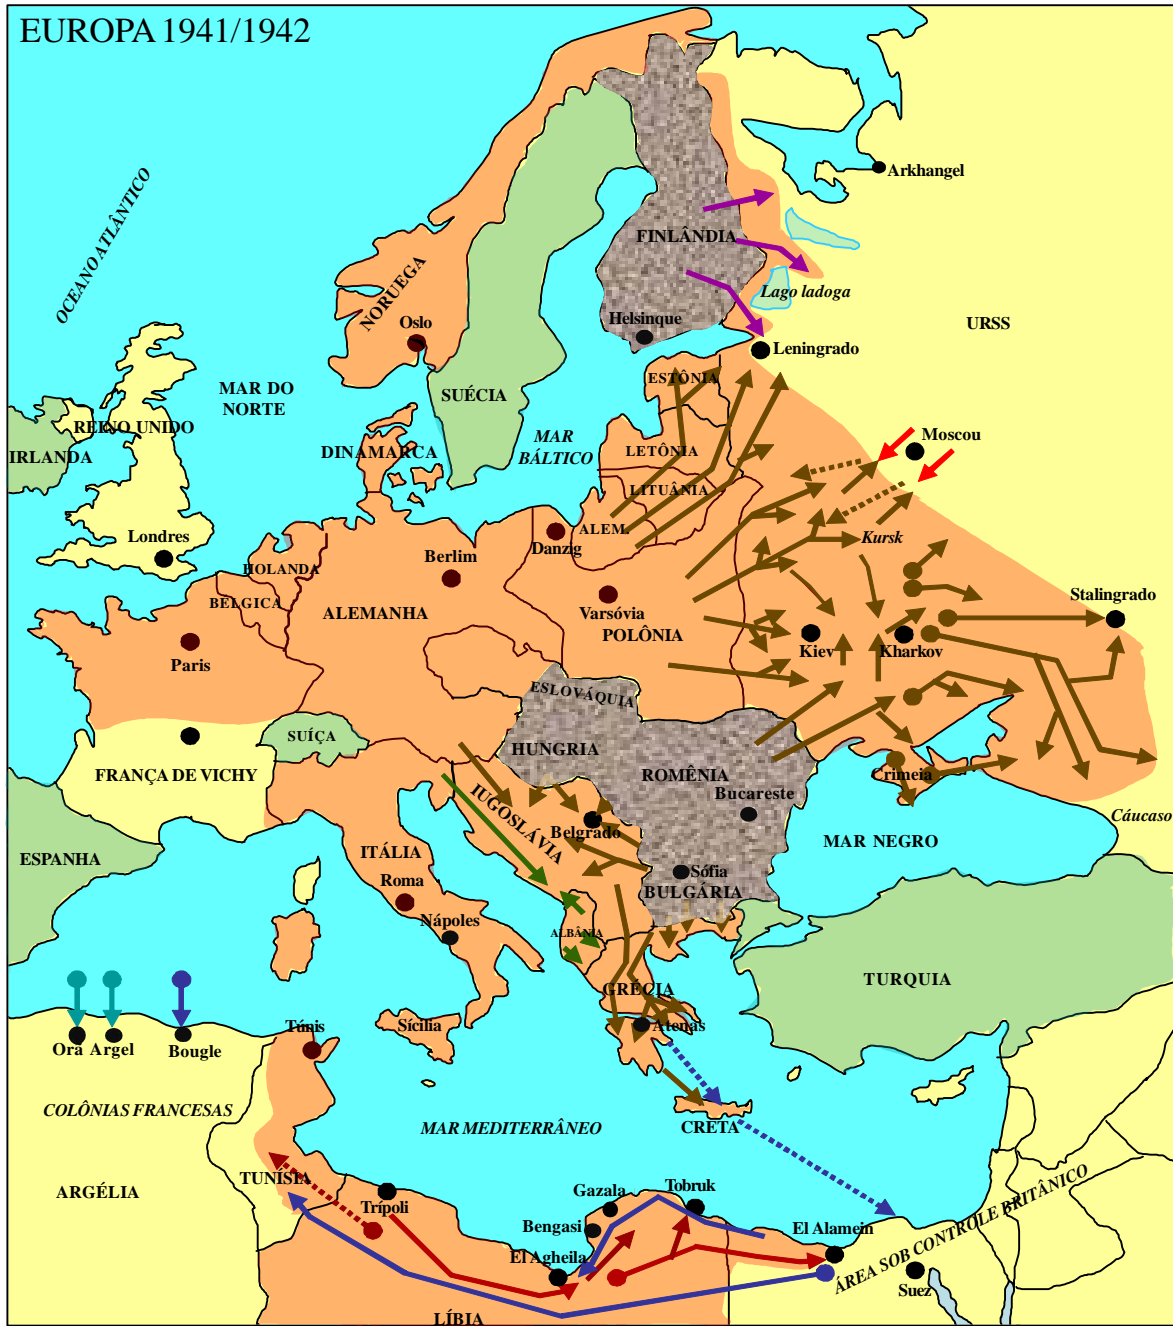 EUROPA 1941/1942
OCEANO ATLÂNTICO
Arkhangel
FINLÂNDIA
NORUEGA
Lago ladoga
Oslo
Helsinque
URSS
Leningrado
ESTÔNIA
MAR DO
NORTE
SUÉCIA
REINO UNIDO
IRLANDA
DINAMARCA
MAR
BÁLTICO
LETÔNIA
Moscou
LITUÂNIA
ALEM.
Londres
Danzig
Kursk
HOLANDA
Berlim
BÉLGICA
ALEMANHA
Varsóvia
POLÔNIA
Stalingrado
Paris
Kiev
Kharkov
ESLOVÁQUIA
SUÍÇA
HUNGRIA
FRANÇA DE VICHY
ROMÊNIA
Crimeia
Bucareste
IUGOSLÁVIA
Belgrado
Cáucaso
MAR NEGRO
ESPANHA
ITÁLIA
Roma
Sófia
BULGÁRIA
Nápoles
ALBÂNIA
TURQUIA
GRÉCIA
Sícilia
Atenas
Túnis
Orã
Argel
Bougle
COLÔNIAS FRANCESAS
MAR MEDITERRÂNEO
CRETA
TUNÍSIA
ARGÉLIA
Trípoli
Gazala
Tobruk
Bengasi
El Alamein
ÁREA SOB CONTROLE BRITÂNICO
El Agheila
Suez
LÍBIA